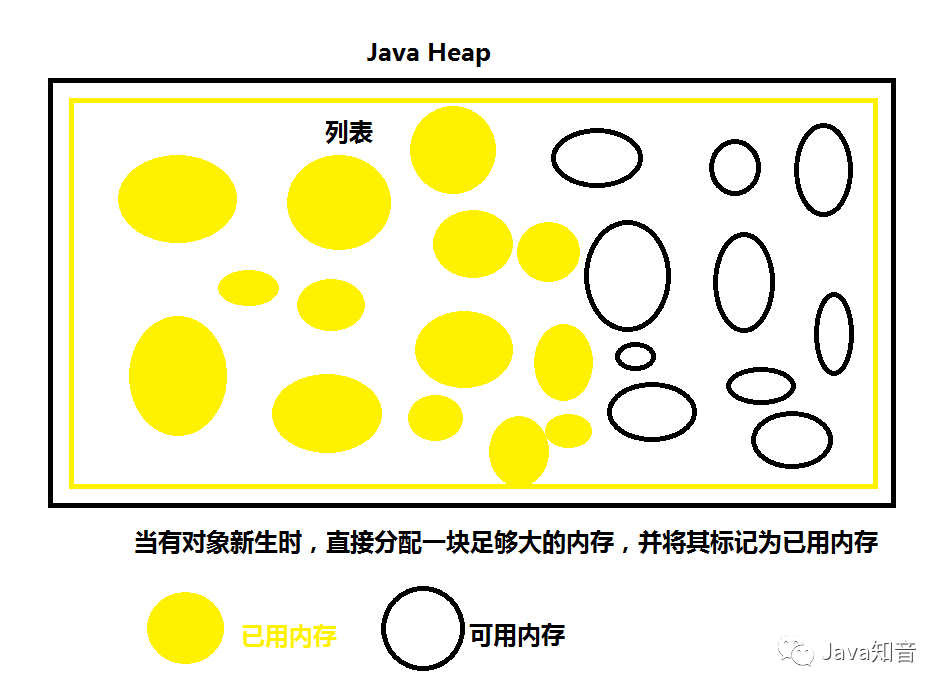 Java Heap
列表
当有对象新生时，直接分配一块足够大的内存，并将其标记为已用内存
已用内存
可用内存
Java知音